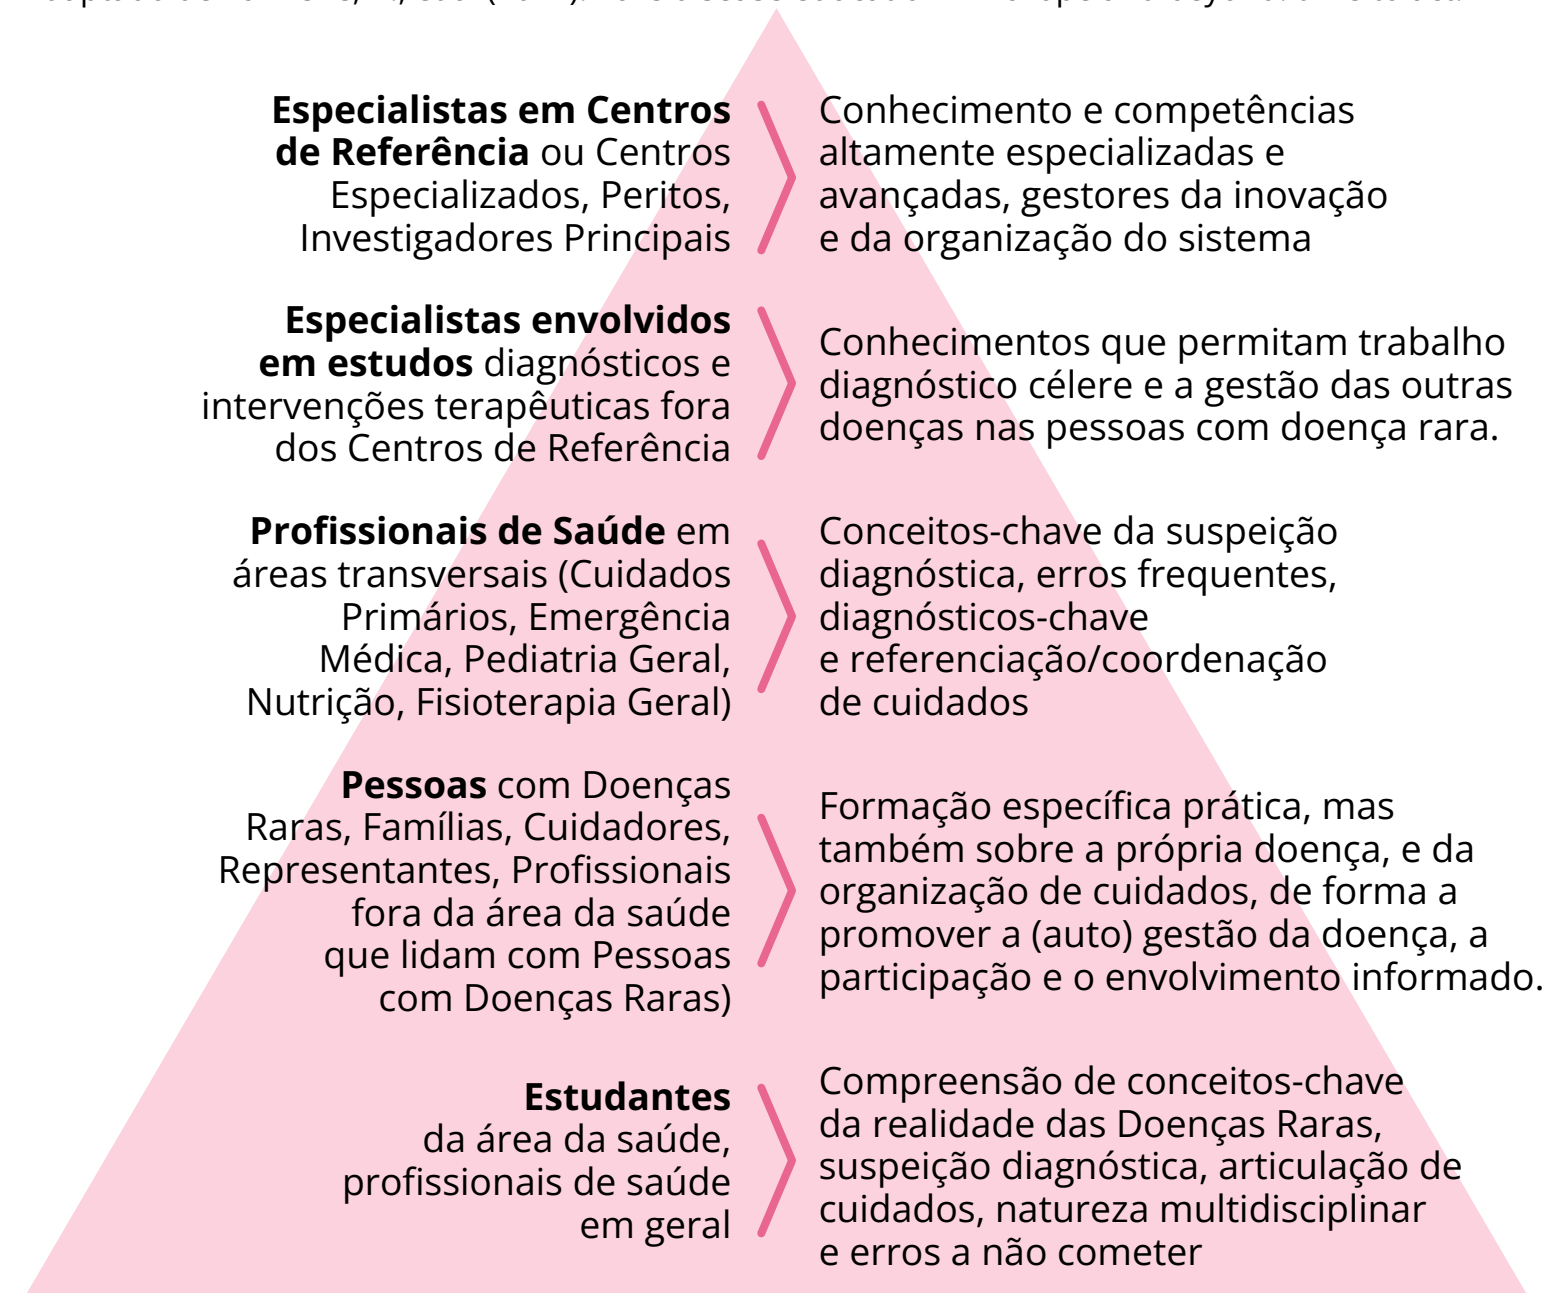 Especialistas em Centros
de Referência ou Centros
Especializados, Peritos,
Investigadores Principais
Conhecimento e competências
altamente especializadas e
avançadas, gestores da inovação
e da organização do sistema
Especialistas envolvidos
em estudos diagnósticos e
intervenções terapêuticas fora
dos Centros de Referência
Conhecimentos que permitam trabalho
diagnóstico célere e a gestão das outras
doenças nas pessoas com doença rara.
Profissionais de Saúde em
áreas transversais (Cuidados
Primários, Emergência
Médica, Pediatria Geral,
Nutrição, Fisioterapia Geral)
Conceitos-chave da suspeição
diagnóstica, erros frequentes,
diagnósticos-chave
e referenciação/coordenação
de cuidados
Pessoas com Doenças
Raras, Famílias, Cuidadores,
Representantes, Profissionais
fora da área da saúde
que lidam com Pessoas
com Doenças Raras)
Formação específica prática, mas
também sobre a própria doença, e da
organização de cuidados, de forma a
promover a (auto) gestão da doença, a
participação e o envolvimento informado.
Estudantes
da área da saúde,
profissionais de saúde
em geral
Compreensão de conceitos-chave
da realidade das Doenças Raras,
suspeição diagnóstica, articulação de
cuidados, natureza multidisciplinar
e erros a não cometer